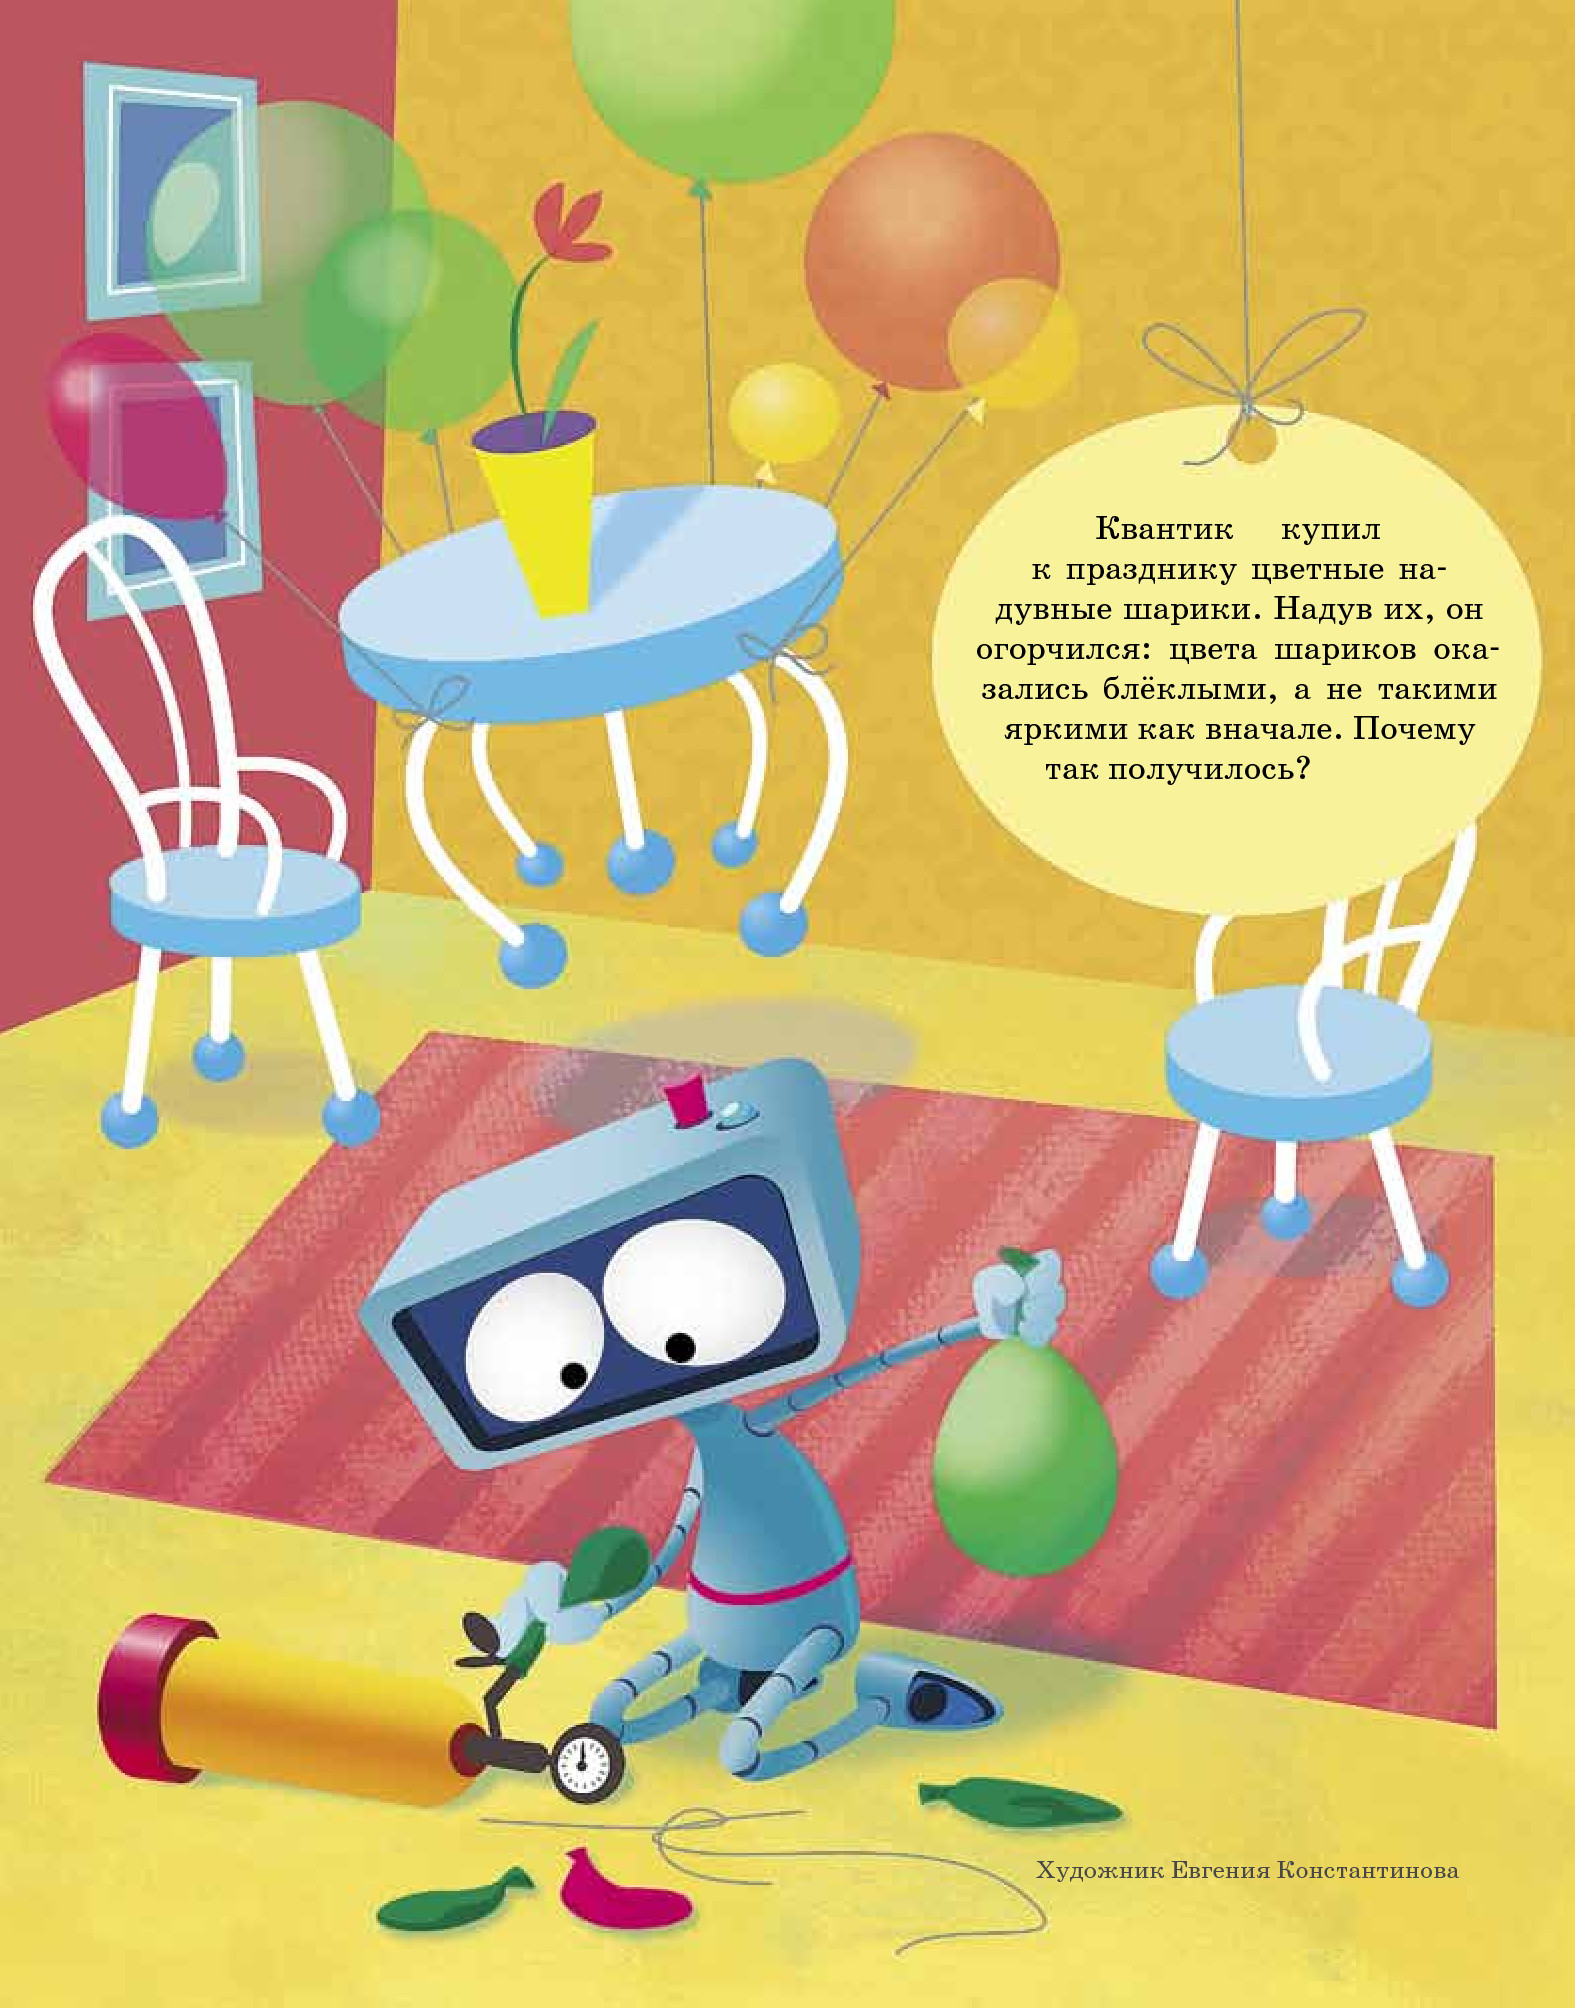 Квантик купил
к празднику цветные на-
дувные шарики. Надув их, он
огорчился: цвета шариков ока-
зались блёклыми, а не такими
яркими как вначале. Почему
так получилось?
Художник Евгения Константинова